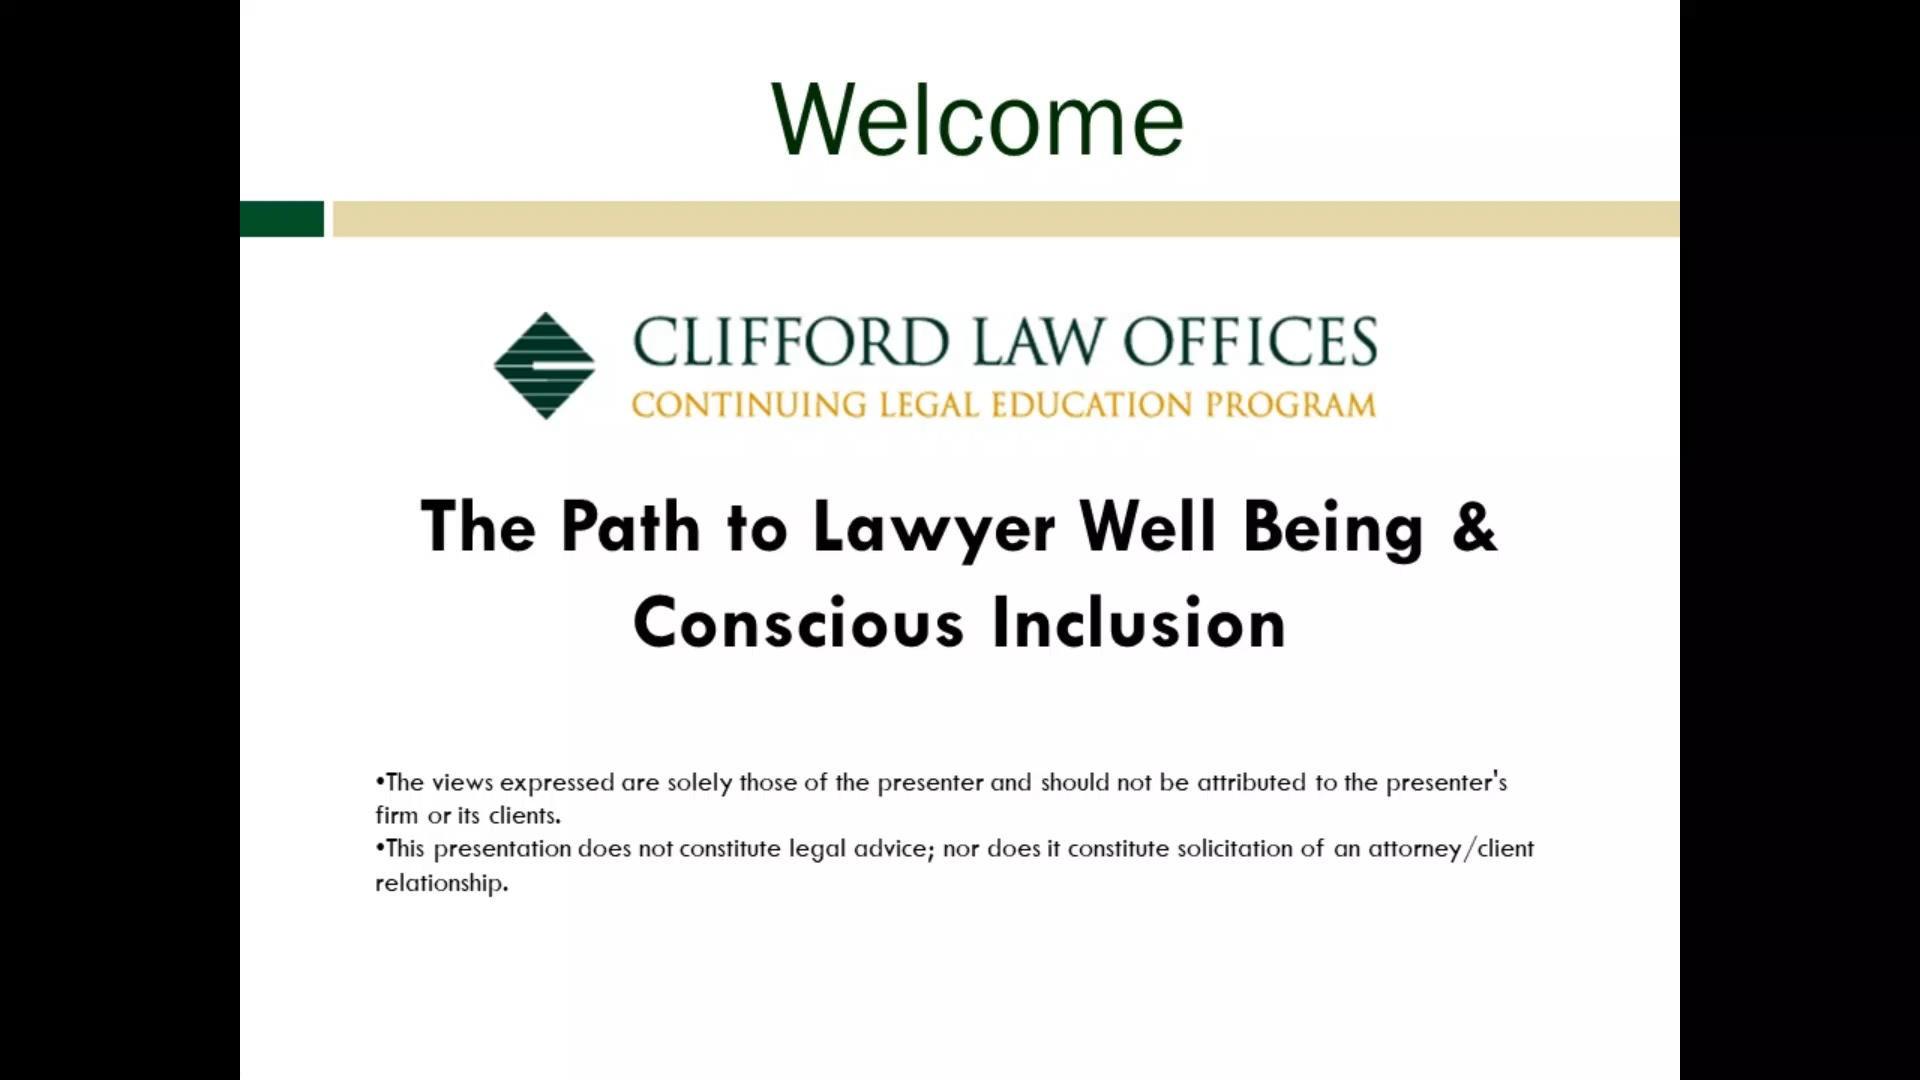 Welcome
CLIFFORD LAW OFFICES
CONTINUING LEGAL EDUCATION PROGRAM
The Path to Lawyer Well Being &
Conscious Inclusion
•The views expressed are solely those of the presenter and should not be attributed to the presenter's
firm or its clients.
•This presentation does not constitute legal advice; nor does it constitute solicitation of an attorney/client
relationship.